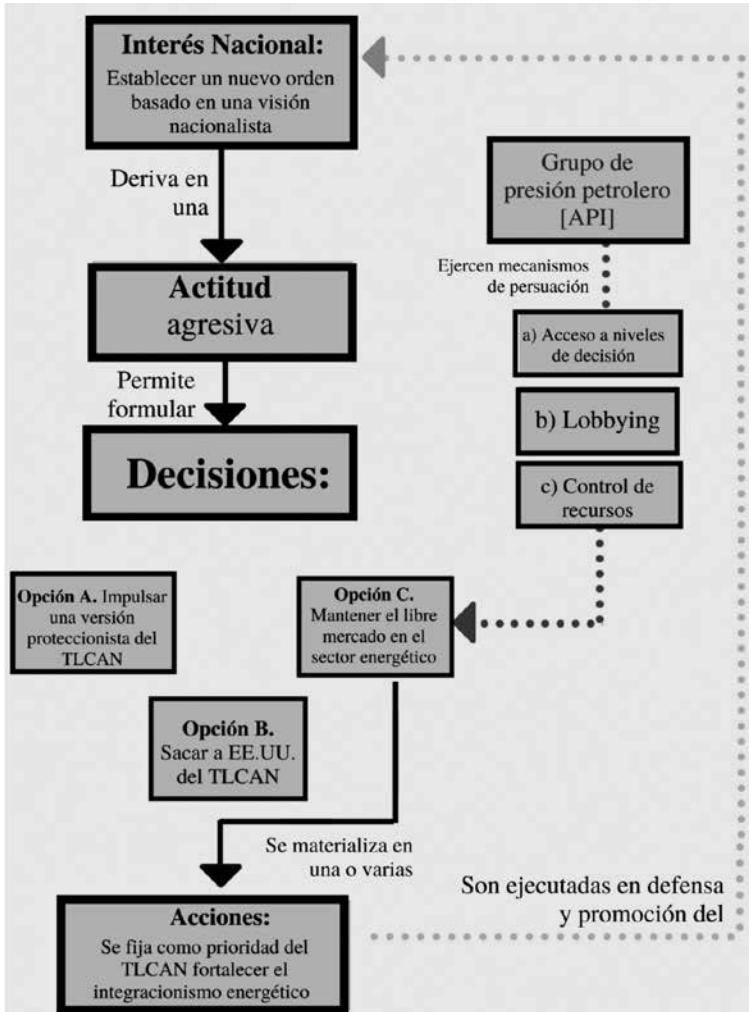 Interés Nacional:
Establecer un nuevo orden
basado en una visión
nacionalista
Deriva en
una
Actitud
agresiva
Permite
formular
Decisiones:
Grupo de
presión petrolero
[API]
Ejercen mecanismos
de persuación
a) Acceso a niveles
de decisión
b) Lobbying
c) Control de
recursos
Opción A. Impulsar
una versión
proteccionista del
TLCAN
Opción B.
Sacar a EE.UU.
del TLCAN
Opción C.
Mantener el libre
mercado en el
sector energético
Se materializa en
una o varias
Acciones:
Se fija como prioridad del
TLCAN fortalecer el
integracionismo energético
Son ejecutadas en defensa
y promoción del